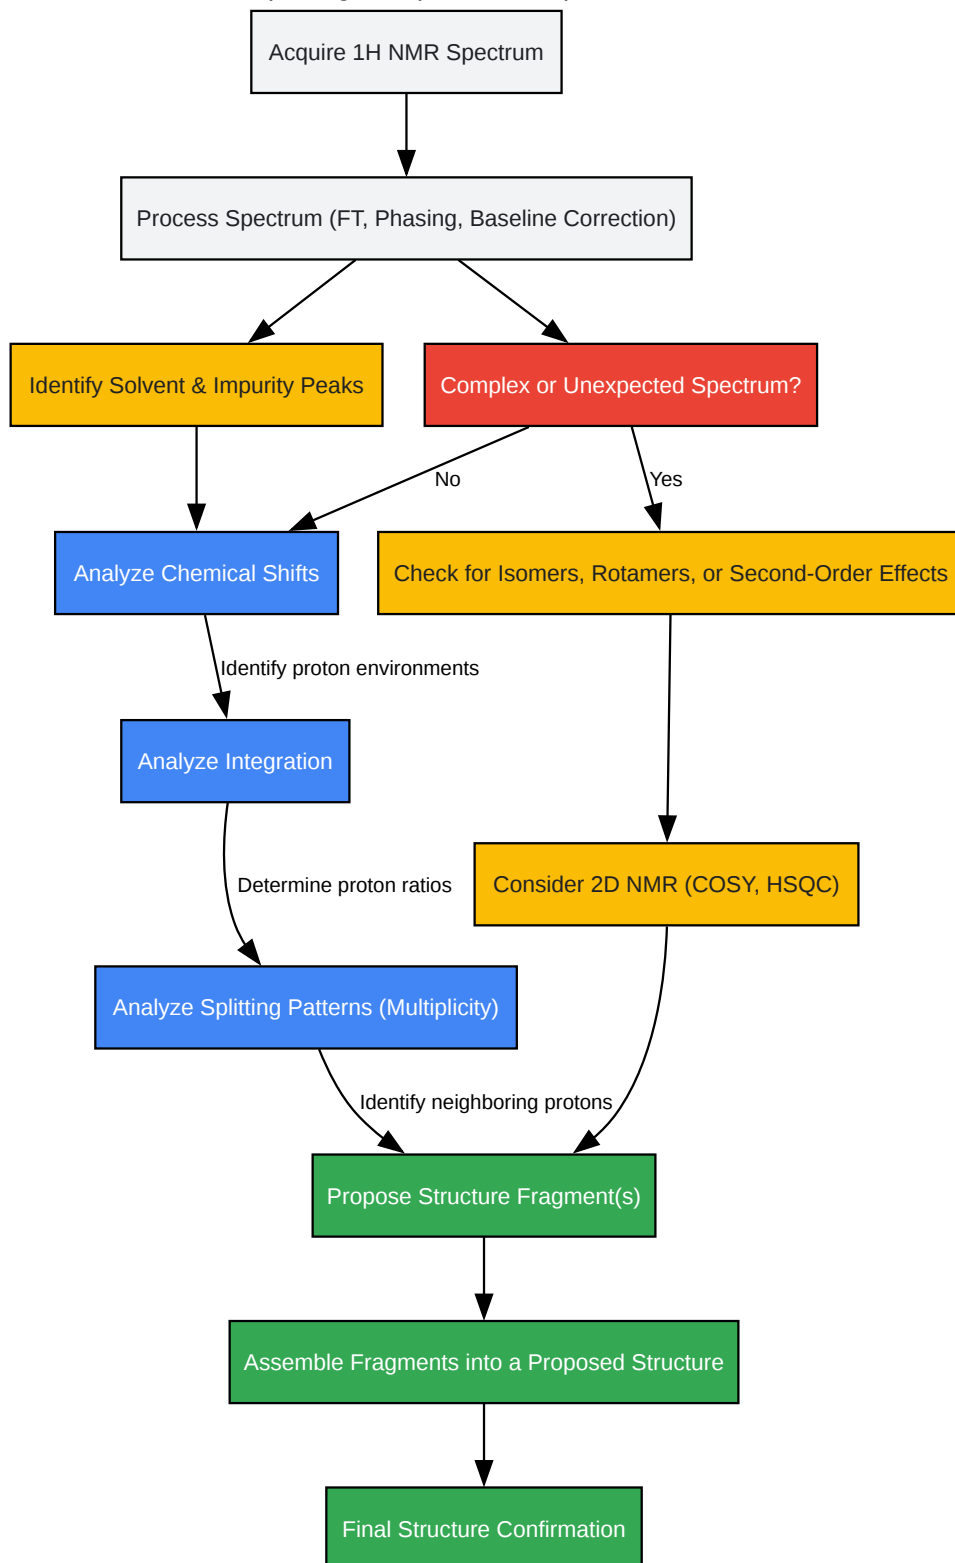 Acquire 1H NMR Spectrum
Process Spectrum (FT, Phasing, Baseline Correction)
Identify Solvent & Impurity Peaks
Complex or Unexpected Spectrum?
No
Yes
Analyze Chemical Shifts
Check for Isomers, Rotamers, or Second-Order Effects
Identify proton environments
Analyze Integration
Determine proton ratios
Consider 2D NMR (COSY, HSQC)
Analyze Splitting Patterns (Multiplicity)
Identify neighboring protons
Propose Structure Fragment(s)
Assemble Fragments into a Proposed Structure
Final Structure Confirmation